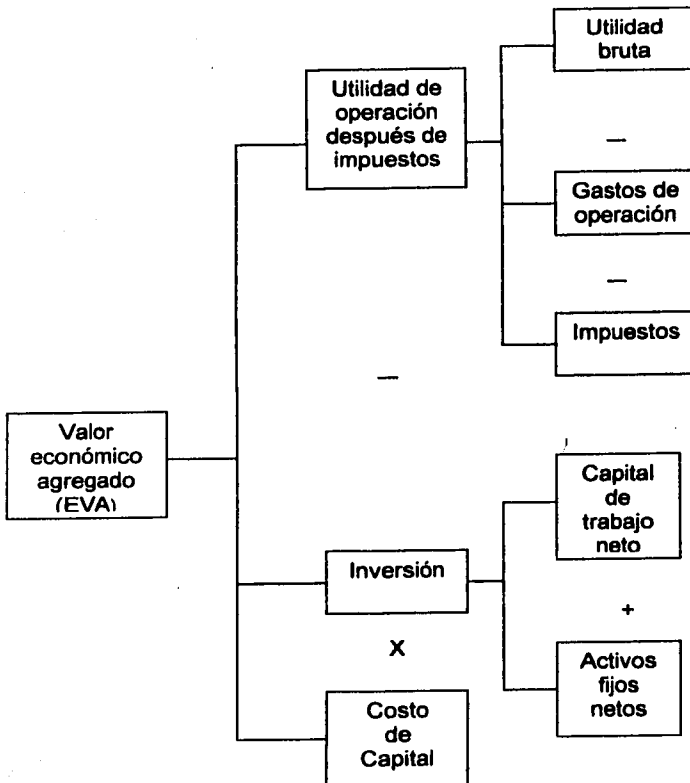 Utilidad
bruta
Utilidad de
operación
después de
impuestos
—
Gastos de
operación
—
Impuestos
—
Valor
económico
agregado
(EVA)
Capital
de
trabajo
neto
Inversión
+
X
Activos
fijos
netos
Costo
de
Capital